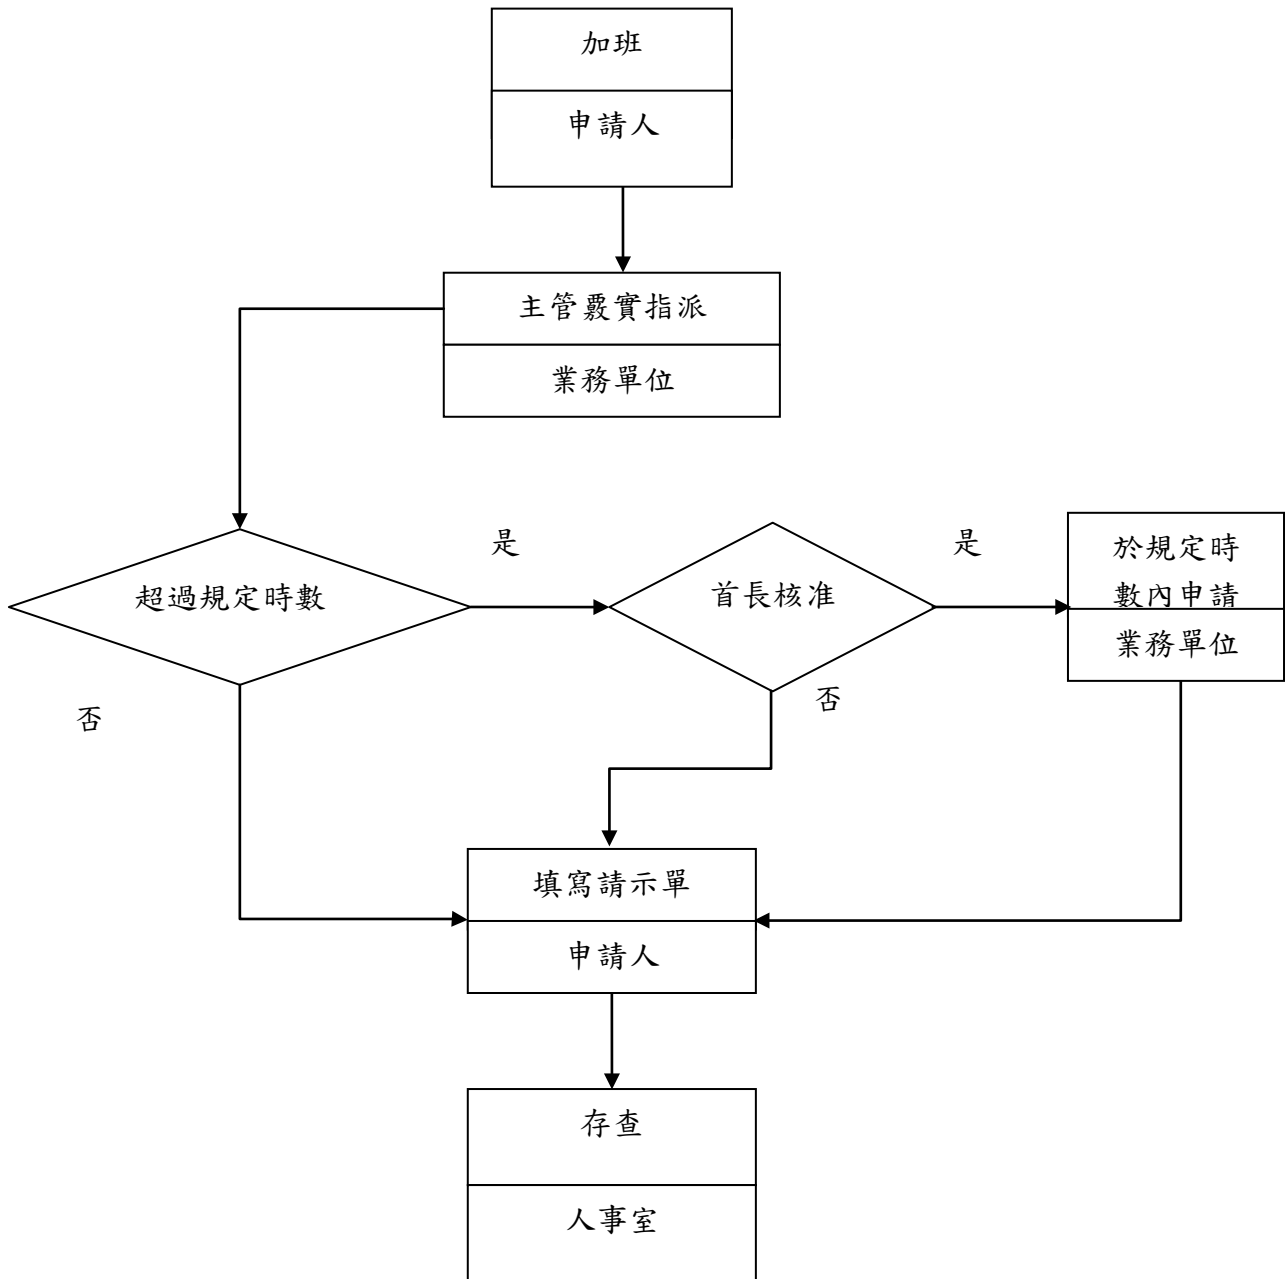 加班
申請人
主管覈實指派
業務單位
超過規定時數
是
首長核准
是
於規定時
數內申請
業務單位
否
否
填寫請示單
申請人
存查
人事室